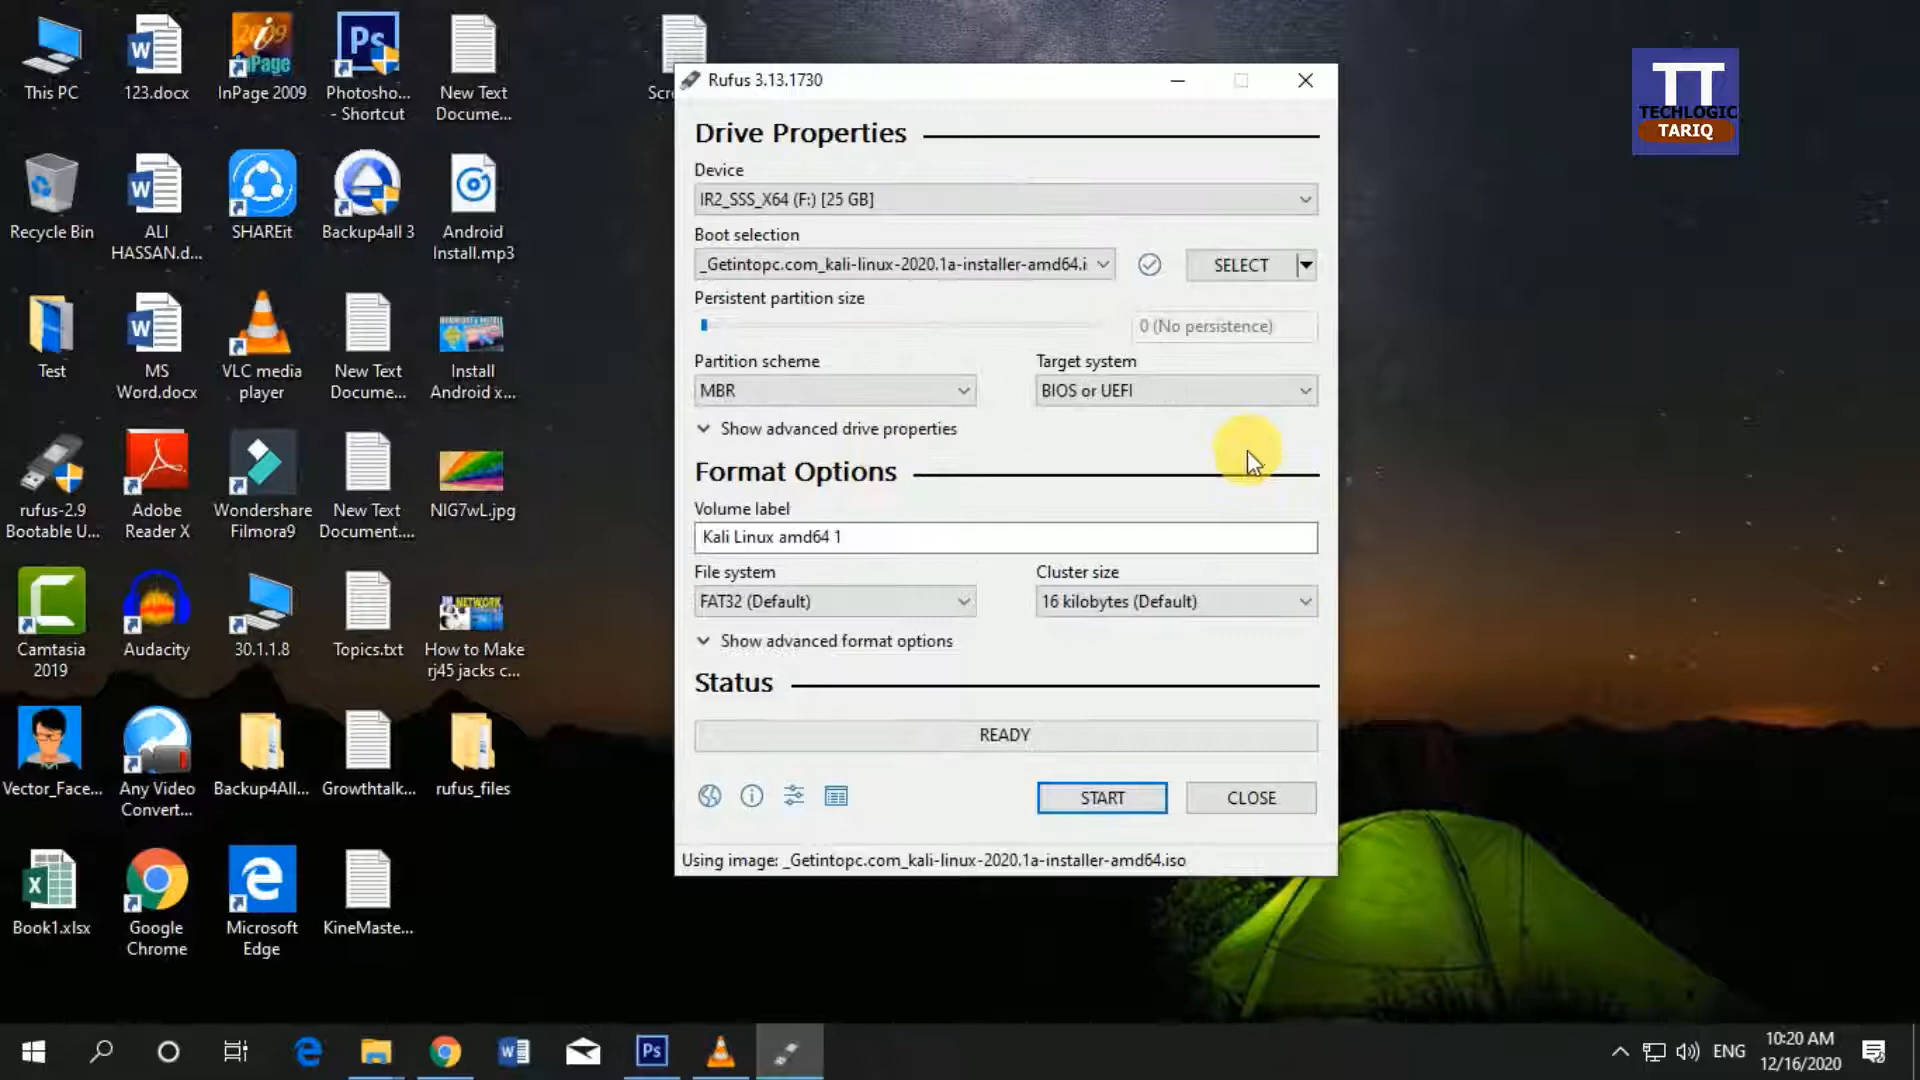 This PC
123.docx
2009
InPage
InPage 2009
Ps
Photosho...
- Shortcut
New Text
Docume...
Recycle Bin
ALI
HASSAN.d...
SHAREit
Backup4all 3
Android
Install.mp3
Test
MS
Word.docx
VLC media
player
New Text
Docume...
Install
Android x...
rufus-2.9
Bootable U...
Adobe
Reader X
Wondershare
Filmora9
New Text
Document....
NIG7wL.jpg
Camtasia
2019
Audacity
30.1.1.8
Topics.txt
NETWORK
How to Make
rj45 jacks c...
Vector_Face...
Any Video
Convert...
Backup4All...
Growthtalk...
rufus_files
Book1.xlsx
Google
Chrome
Microsoft
Edge
KineMaste...
Scr
Rufus 3.13.1730
Drive Properties
Device
IR2_SSS_X64 (F:) [25 GB]
Boot selection
_Getintopc.com_kali-linux-2020.1a-installer-amd64.i
SELECT
Persistent partition size
0 (No persistence)
Partition scheme
Target system
MBR
BIOS or UEFI
Show advanced drive properties
Format Options
Volume label
Kali Linux amd64 1
File system
Cluster size
FAT32 (Default)
16 kilobytes (Default)
Show advanced format options
Status
READY
START
CLOSE
Using image: _Getintopc.com_kali-linux-2020.1a-installer-amd64.iso
TT
TECHLOGIC
TARIQ
Ps
ENG
10:20 AM
12/16/2020